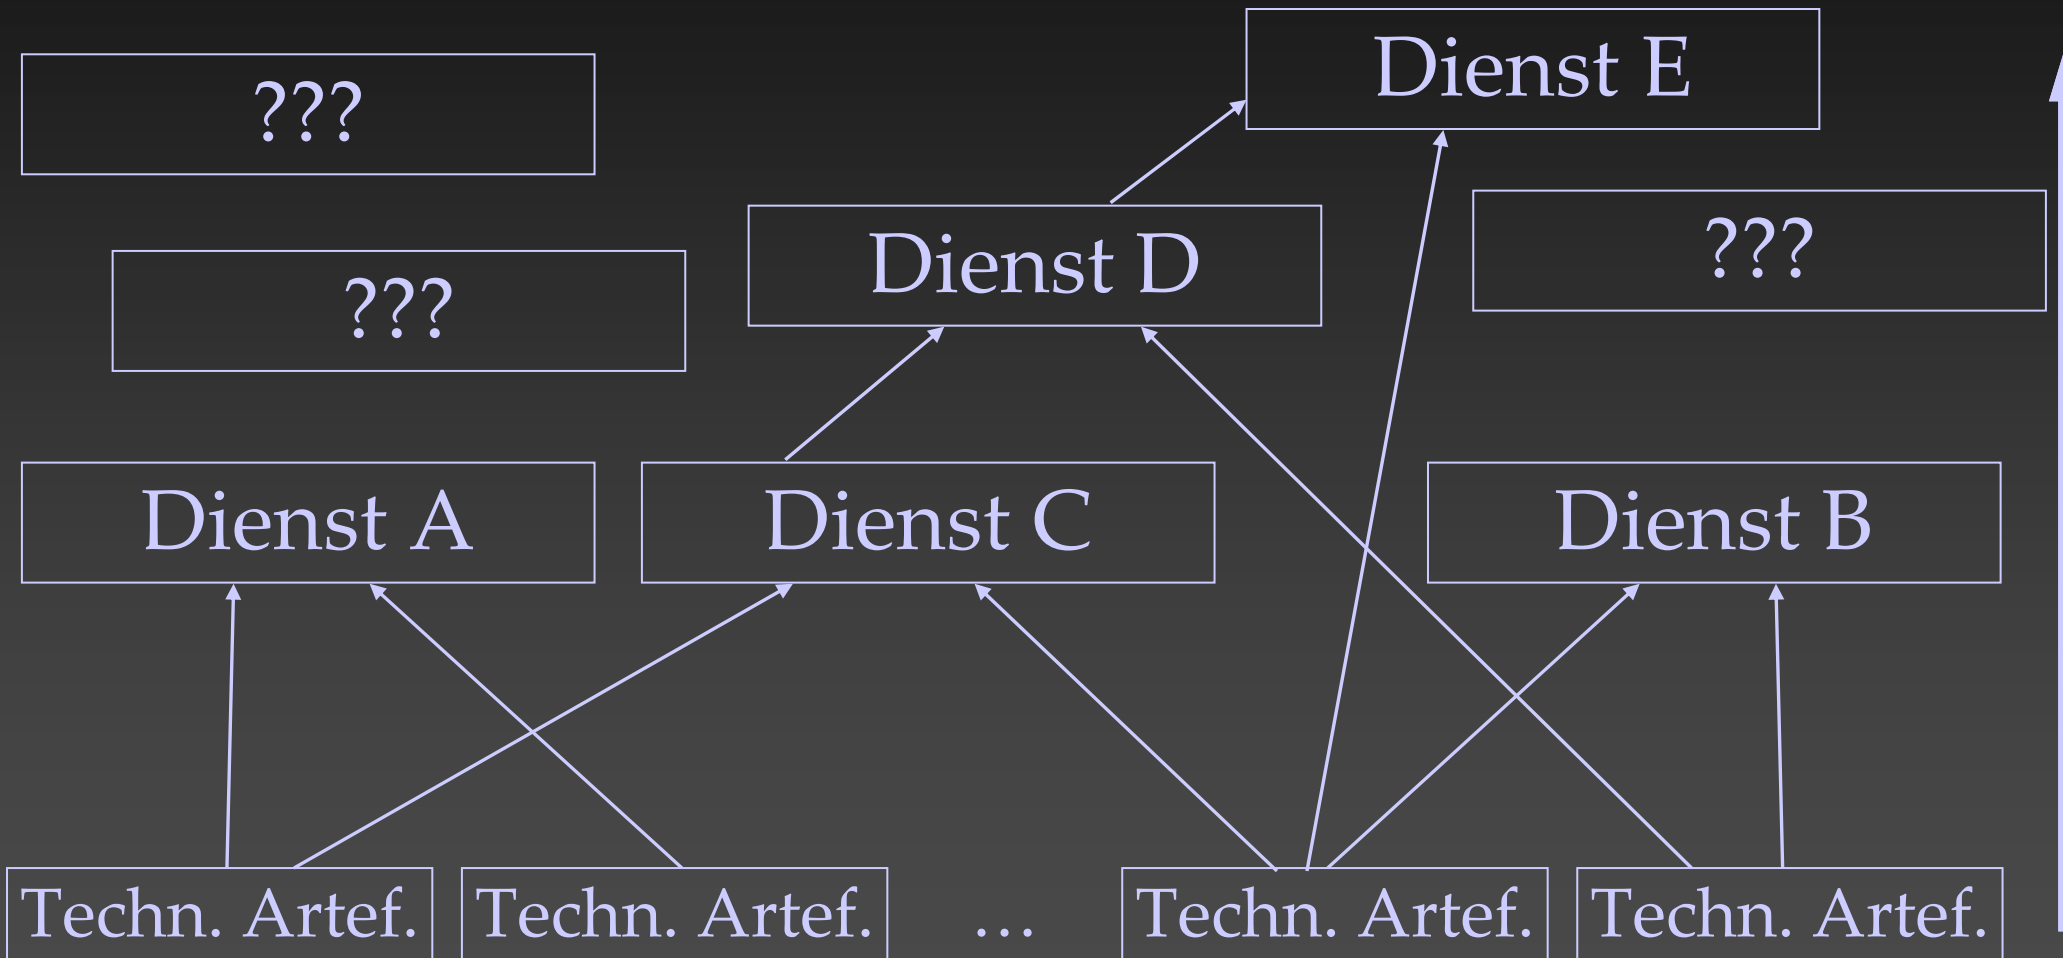 Dienst E
???
Dienst D
???
???
Dienst A
Dienst C
Dienst B
Techn. Artef.
Techn. Artef.
...
Techn. Artef.
Techn. Artef.